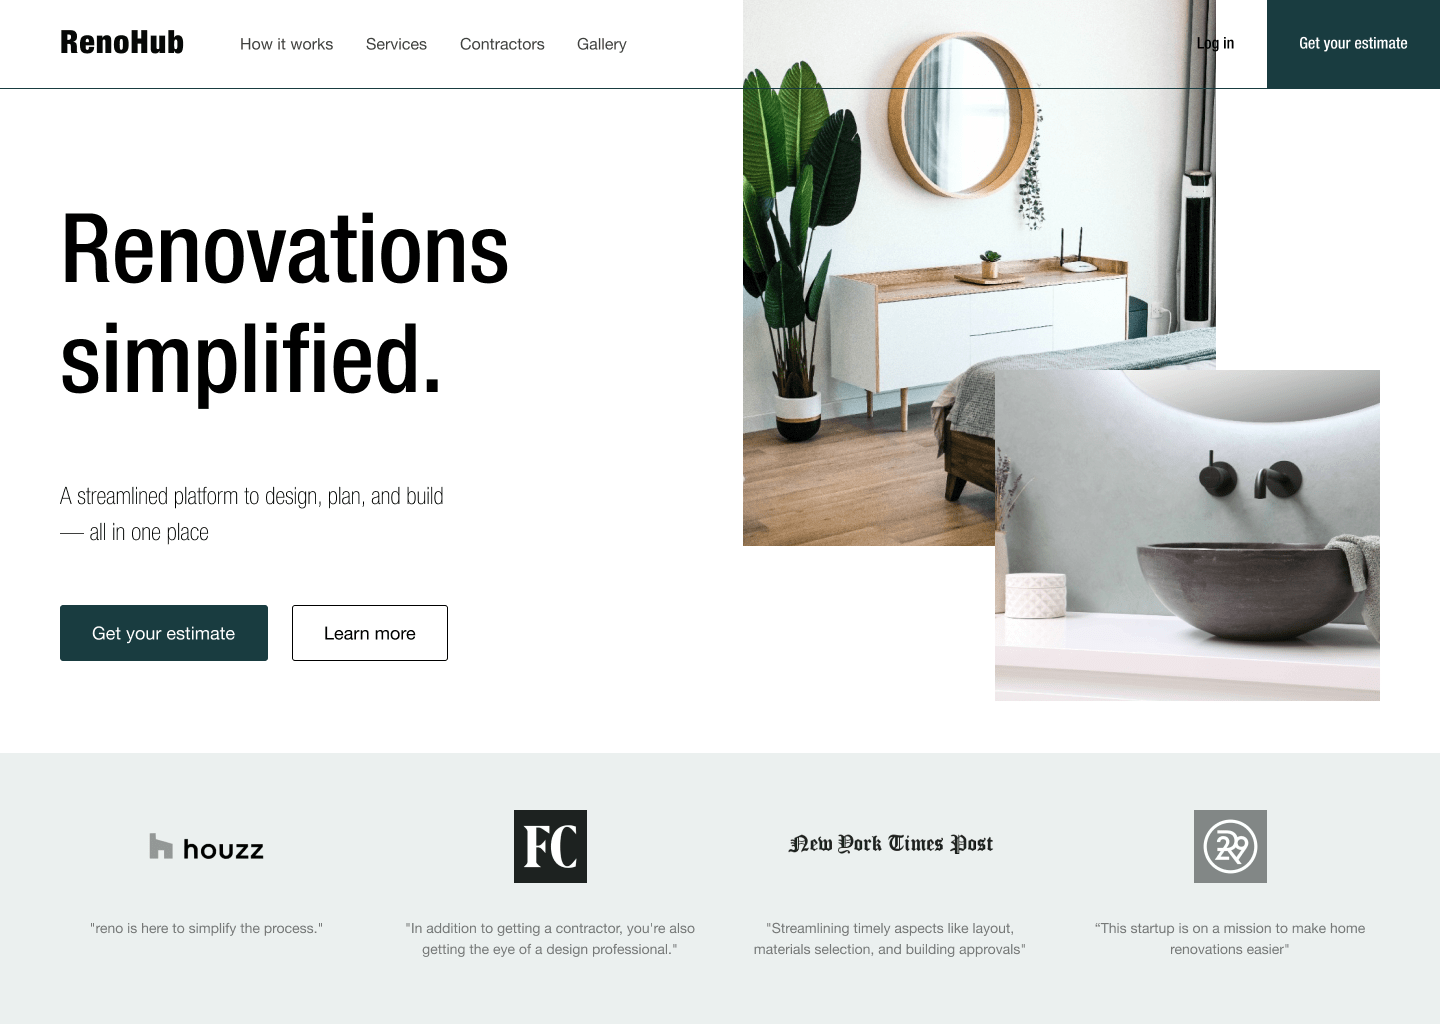 RenoHub
How it works
Services
Contractors
Gallery
Log in
Get your estimate
Renovations
simplified.
A streamlined platform to design, plan, and build
— all in one place
Get your estimate
Learn more
houzz
FC
New York Times Post
R29
"reno is here to simplify the process."
"In addition to getting a contractor, you're also
getting the eye of a design professional."
"Streamlining timely aspects like layout,
materials selection, and building approvals"
“This startup is on a mission to make home
renovations easier"